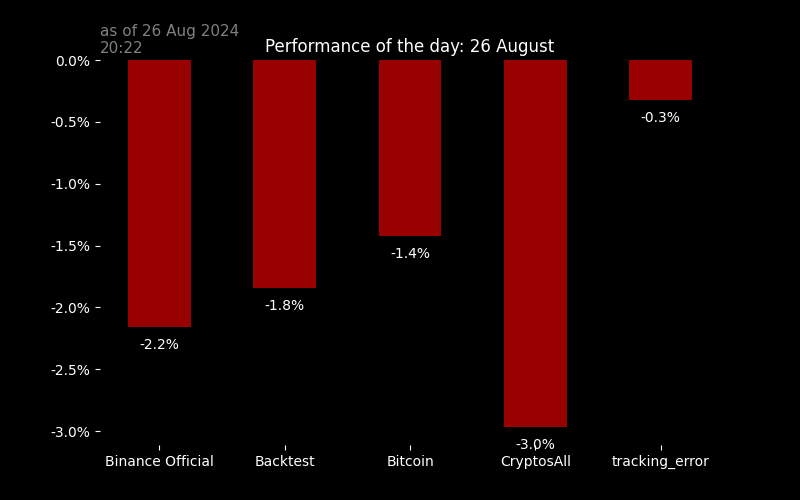 as of 26 Aug 2024
20:22
Performance of the day: 26 August
0.0%
-0.5%
-1.0%
-1.5%
-2.0%
-2.5%
-3.0%
-2.2%
-1.8%
-1.4%
-3.0%
-0.3%
Binance Official
Backtest
Bitcoin
CryptosAll
tracking_error